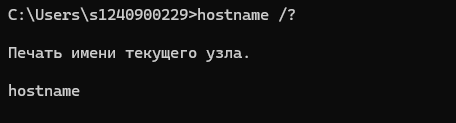 C:\Users\s1240900229>hostname /?
Печать имени текущего узла.
hostname